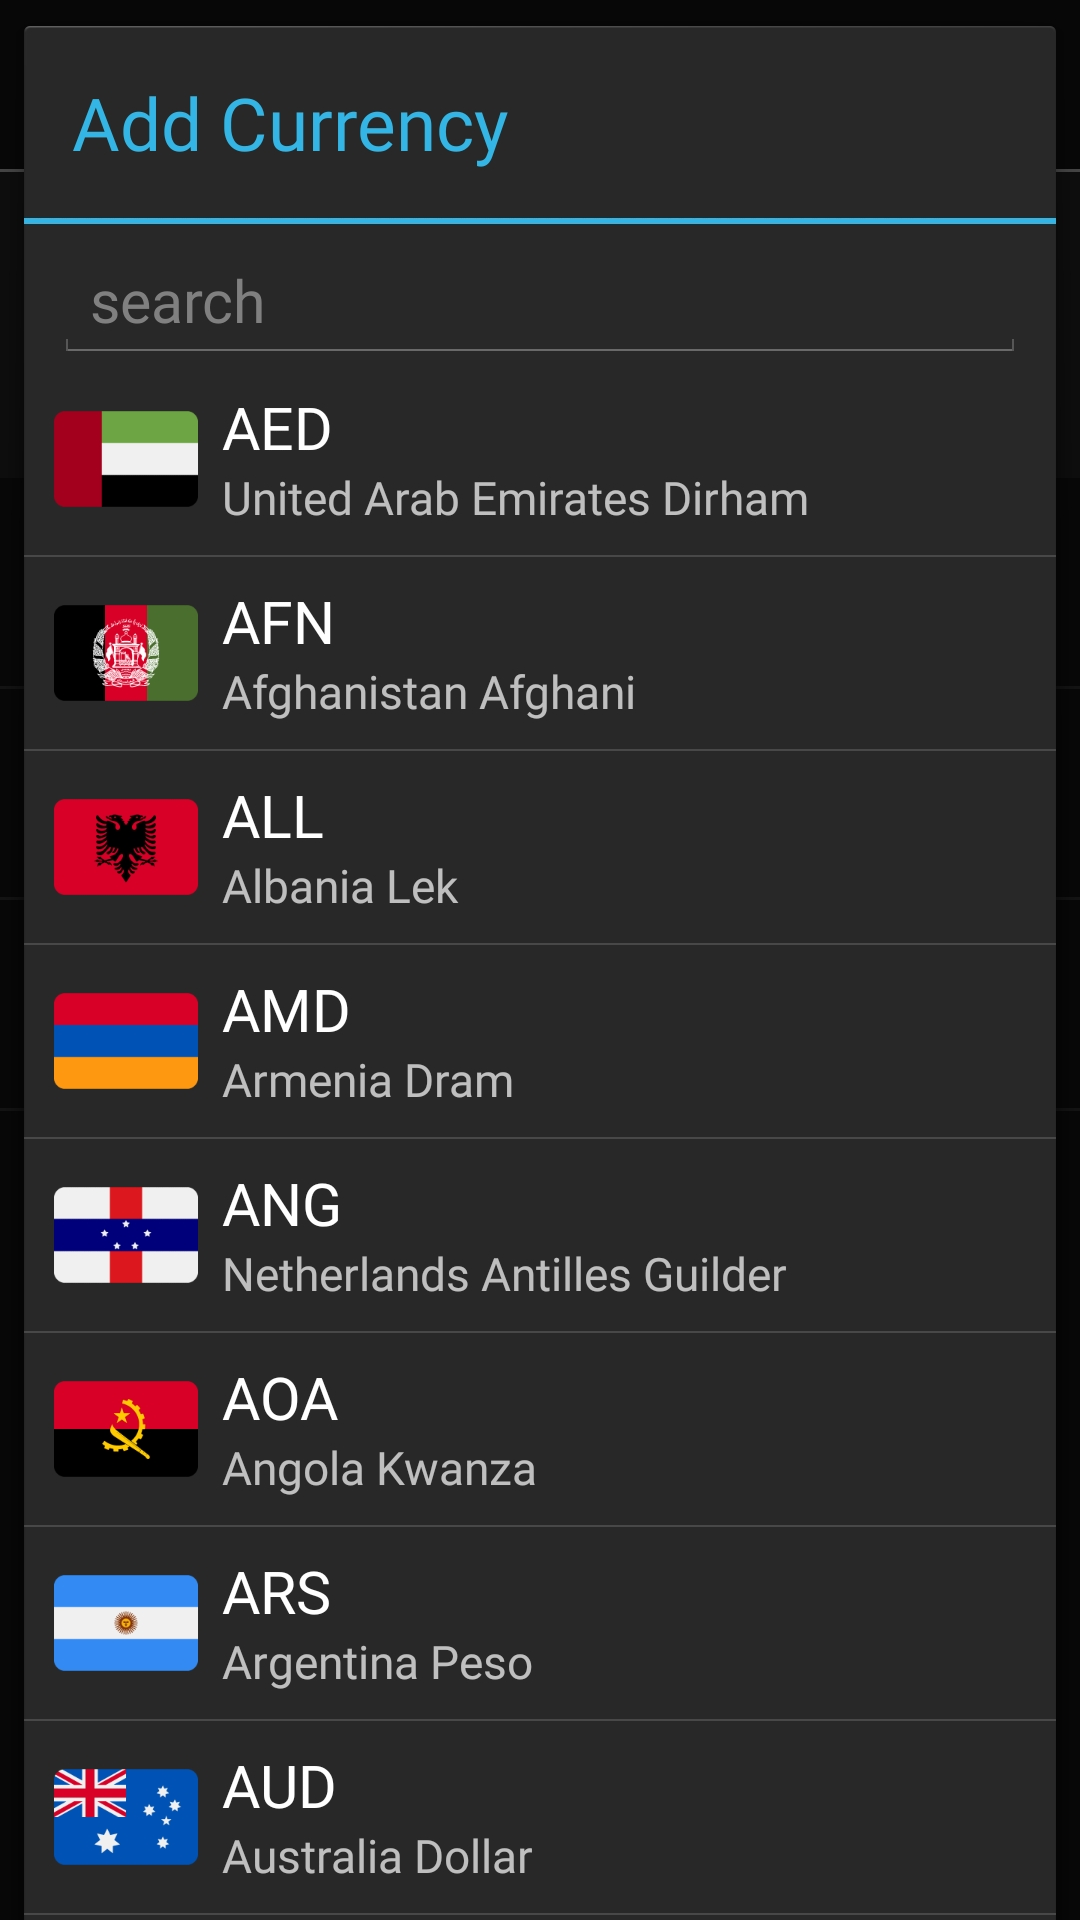 Add Currency
search
AED
United Arab Emirates Dirham
AFN
Afghanistan Afghani
ALL
Albania Lek
AMD
Armenia Dram
ANG
Netherlands Antilles Guilder
AOA
Angola Kwanza
ARS
Argentina Peso
AUD
Australia Dollar